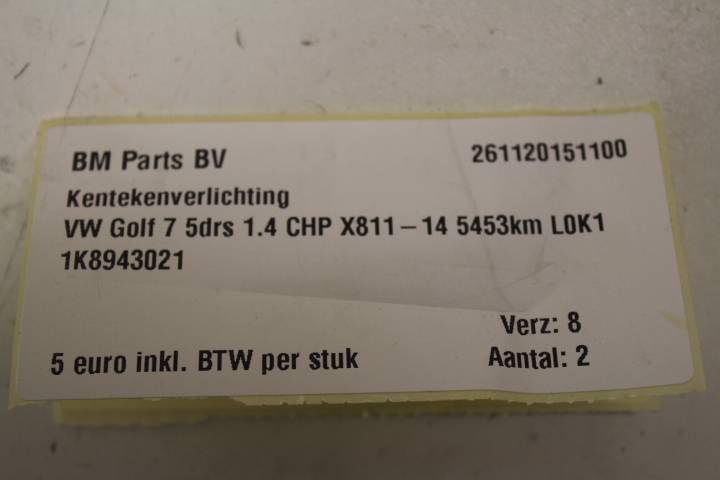 BM Parts BV 261120151100
Kentekenverlichting
VW Golf 7 5drs 1.4 CHP X811-14 5453km L0K1
1K8943021
Verz: 8
5 euro inkl. BTW per stuk Aantal: 2